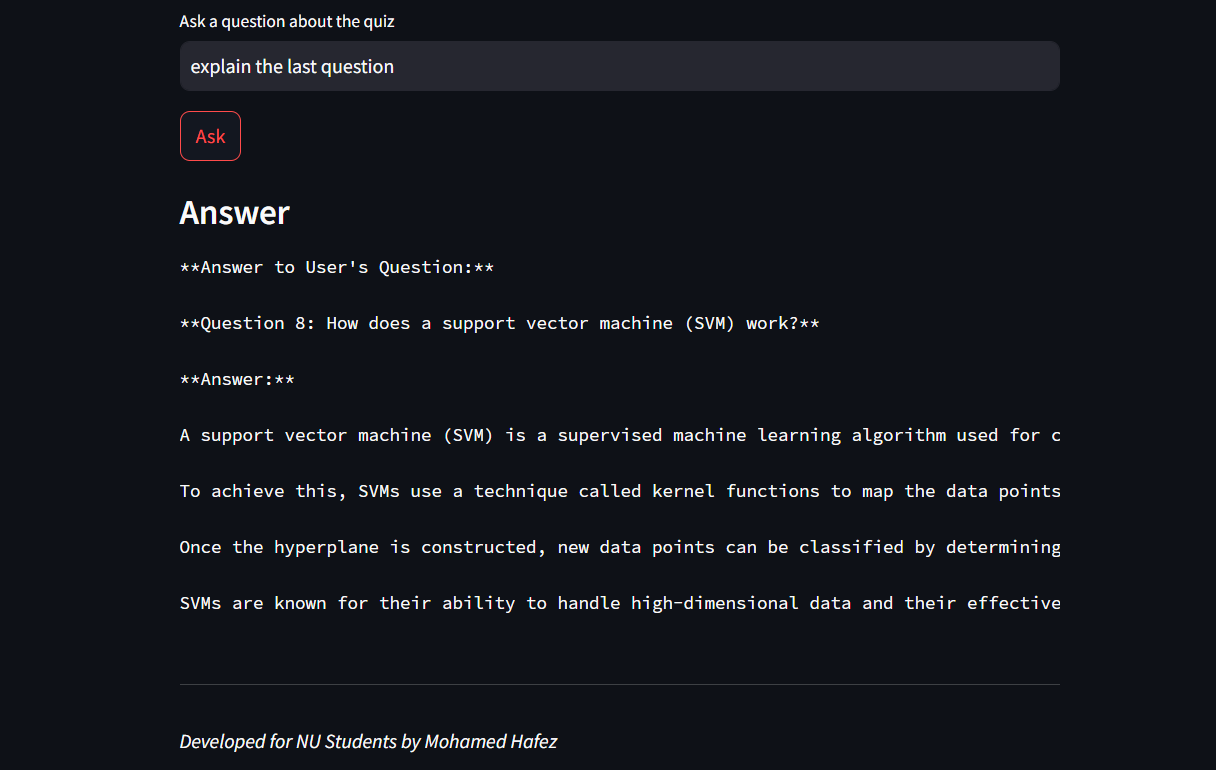 Ask a question about the quiz
explain the last question
Ask
Answer
**Answer to User's Question:**
**Question 8: How does a support vector machine (SVM) work?**
**Answer:**
A support vector machine (SVM) is a supervised machine learning algorithm used for c
To achieve this, SVMs use a technique called kernel functions to map the data points
Once the hyperplane is constructed, new data points can be classified by determining
SVMs are known for their ability to handle high-dimensional data and their effective
Developed for NU Students by Mohamed Hafez